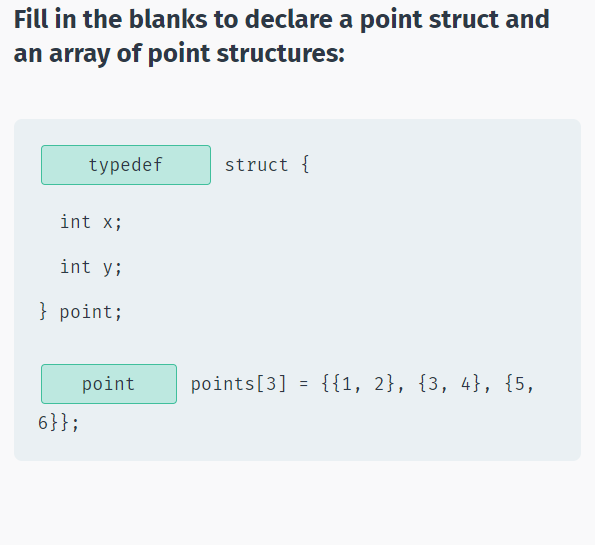 Fill in the blanks to declare a point struct and
an array of point structures:
typedef struct {
int x;
int y;
} point;
point points[3] = {{1, 2}, {3, 4}, {5,
6}};